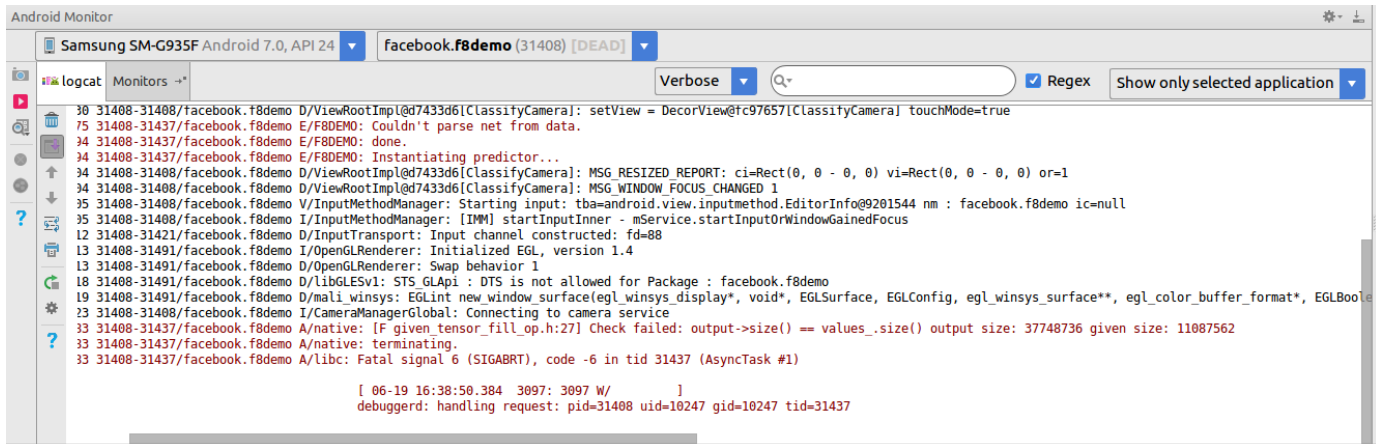 Android Monitor
Samsung SM-G935F Android 7.0, API 24
facebook.f8demo (31408) [DEAD]
logcat Monitors
Verbose
Regex
Show only selected application
30 31408-31408/facebook.f8demo D/ViewRootImpl@d7433d6[ClassifyCamera]: setView = DecorView@fc97657[ClassifyCamera] touchMode=true
75 31408-31437/facebook.f8demo E/F8DEMO: Couldn't parse net from data.
94 31408-31437/facebook.f8demo E/F8DEMO: done.
94 31408-31437/facebook.f8demo E/F8DEMO: Instantiating predictor...
94 31408-31408/facebook.f8demo D/ViewRootImpl@d7433d6[ClassifyCamera]: MSG_RESIZED_REPORT: ci=Rect(0, 0 - 0, 0) vi=Rect(0, 0 - 0, 0) or=1
94 31408-31408/facebook.f8demo D/ViewRootImpl@d7433d6[ClassifyCamera]: MSG_WINDOW_FOCUS_CHANGED 1
95 31408-31408/facebook.f8demo V/InputMethodManager: Starting input: tba=android.view.inputmethod.EditorInfo@9201544 nm : facebook.f8demo ic=null
95 31408-31408/facebook.f8demo I/InputMethodManager: [IMM] startInputInner - mService.startInputOrWindowGainedFocus
12 31408-31421/facebook.f8demo D/InputTransport: Input channel constructed: fd=88
13 31408-31491/facebook.f8demo I/OpenGLRenderer: Initialized EGL, version 1.4
13 31408-31491/facebook.f8demo D/OpenGLRenderer: Swap behavior 1
18 31408-31491/facebook.f8demo D/libGLESv1: STS_GLApi : DTS is not allowed for Package : facebook.f8demo
19 31408-31491/facebook.f8demo D/mali_winsys: EGLint new_window_surface(egl_winsys_display*, void*, EGLSurface, EGLConfig, egl_winsys_surface**, egl_color_buffer_format*, EGLBoole
23 31408-31408/facebook.f8demo I/CameraManagerGlobal: Connecting to camera service
33 31408-31437/facebook.f8demo A/native: [F given_tensor_fill_op.h:27] Check failed: output->size() == values_.size() output size: 37748736 given size: 11087562
33 31408-31437/facebook.f8demo A/native: terminating.
33 31408-31437/facebook.f8demo A/libc: Fatal signal 6 (SIGABRT), code -6 in tid 31437 (AsyncTask #1)
[ 06-19 16:38:50.384 3097: 3097 W/ ]
debuggerd: handling request: pid=31408 uid=10247 gid=10247 tid=31437